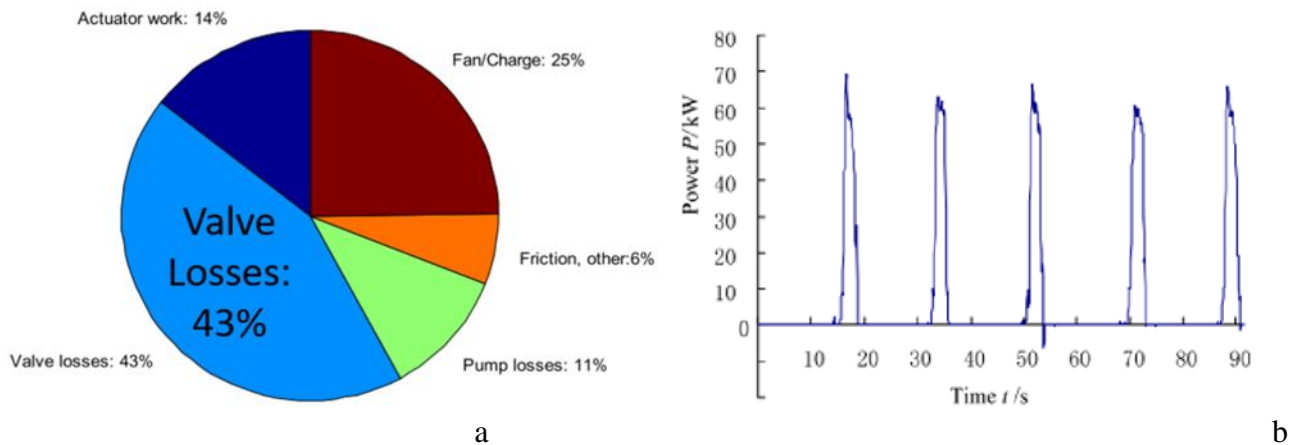 Actuator work: 14%
Fan/Charge: 25%
Valve
Losses:
43%
Friction, other:6%
Valve losses: 43%
Pump losses: 11%
a
80
70
60
50
40
30
20
10
0
Power P/kW
10 20 30 40 50 60 70 80 90
Time t /s
b